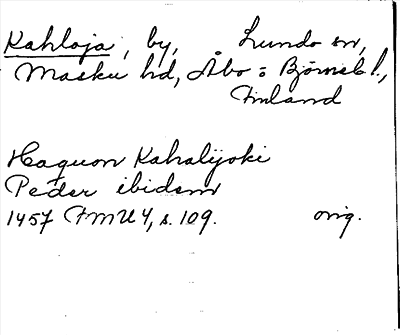 Kahloja, by, Lundo sn,
Masku hd, Åbo o Björneb l.,
Finland
Haquon Kahalijoki
Peder ibidem
1457 FMU 4, s. 109. orig.